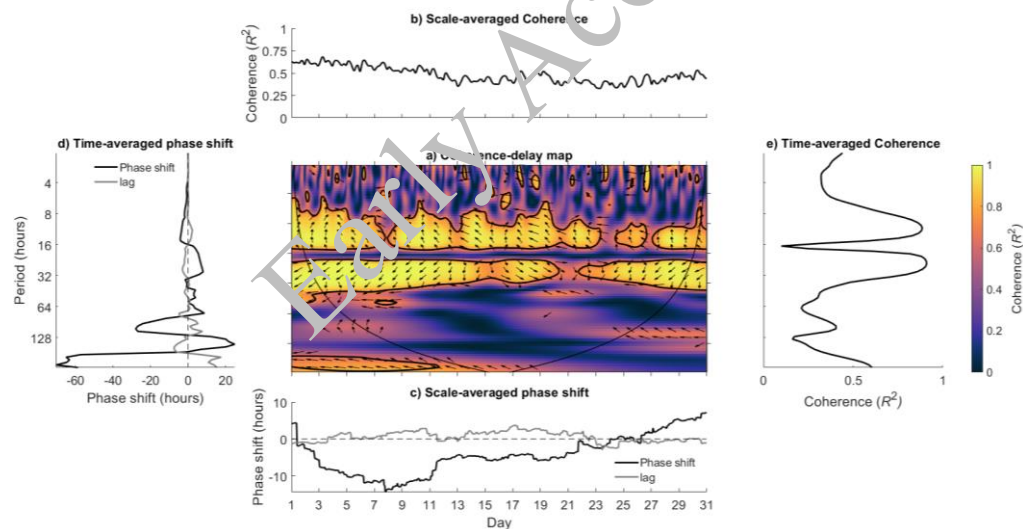 b) Scale-averaged Coherence
1
0.75
0.5
0.25
0
Coherence (R²)
d) Time-averaged phase shift
Phase shift
lag
4
8
16
32
64
128
Period (hours)
-60 -40 -20 0 20
Phase shift (hours)
a) Coherence-delay map
e) Time-averaged Coherence
0 0.5 1
Coherence (R²)
1
0.8
0.6
0.4
0.2
0
Coherence (R²)
c) Scale-averaged phase shift
10
0
-10
Phase shift (hours)
Phase shift
lag
1 3 5 7 9 11 13 15 17 19 21 23 25 27 29 31
Day
Early